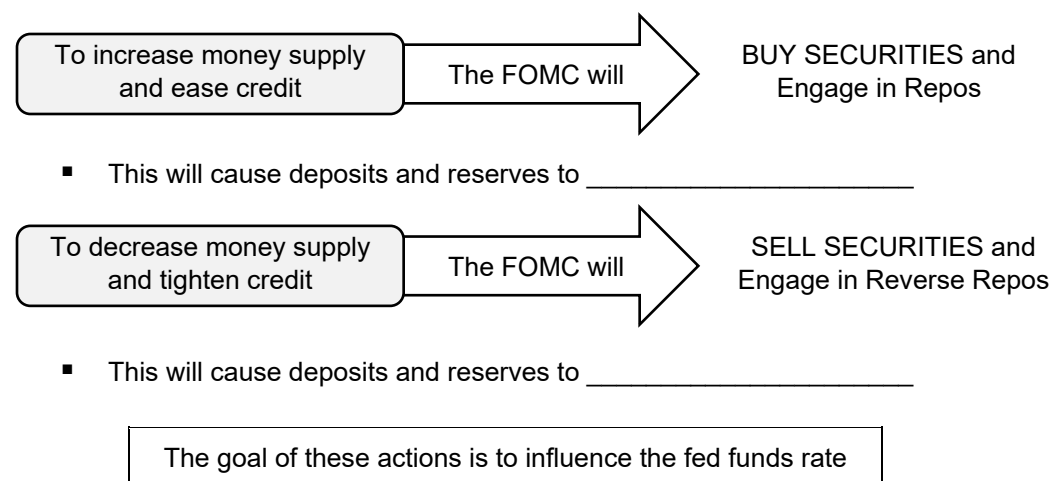 To increase money supply
and ease credit
The FOMC will
BUY SECURITIES and
Engage in Repos
▪ This will cause deposits and reserves to ______________________
To decrease money supply
and tighten credit
The FOMC will
SELL SECURITIES and
Engage in Reverse Repos
▪ This will cause deposits and reserves to ______________________
The goal of these actions is to influence the fed funds rate